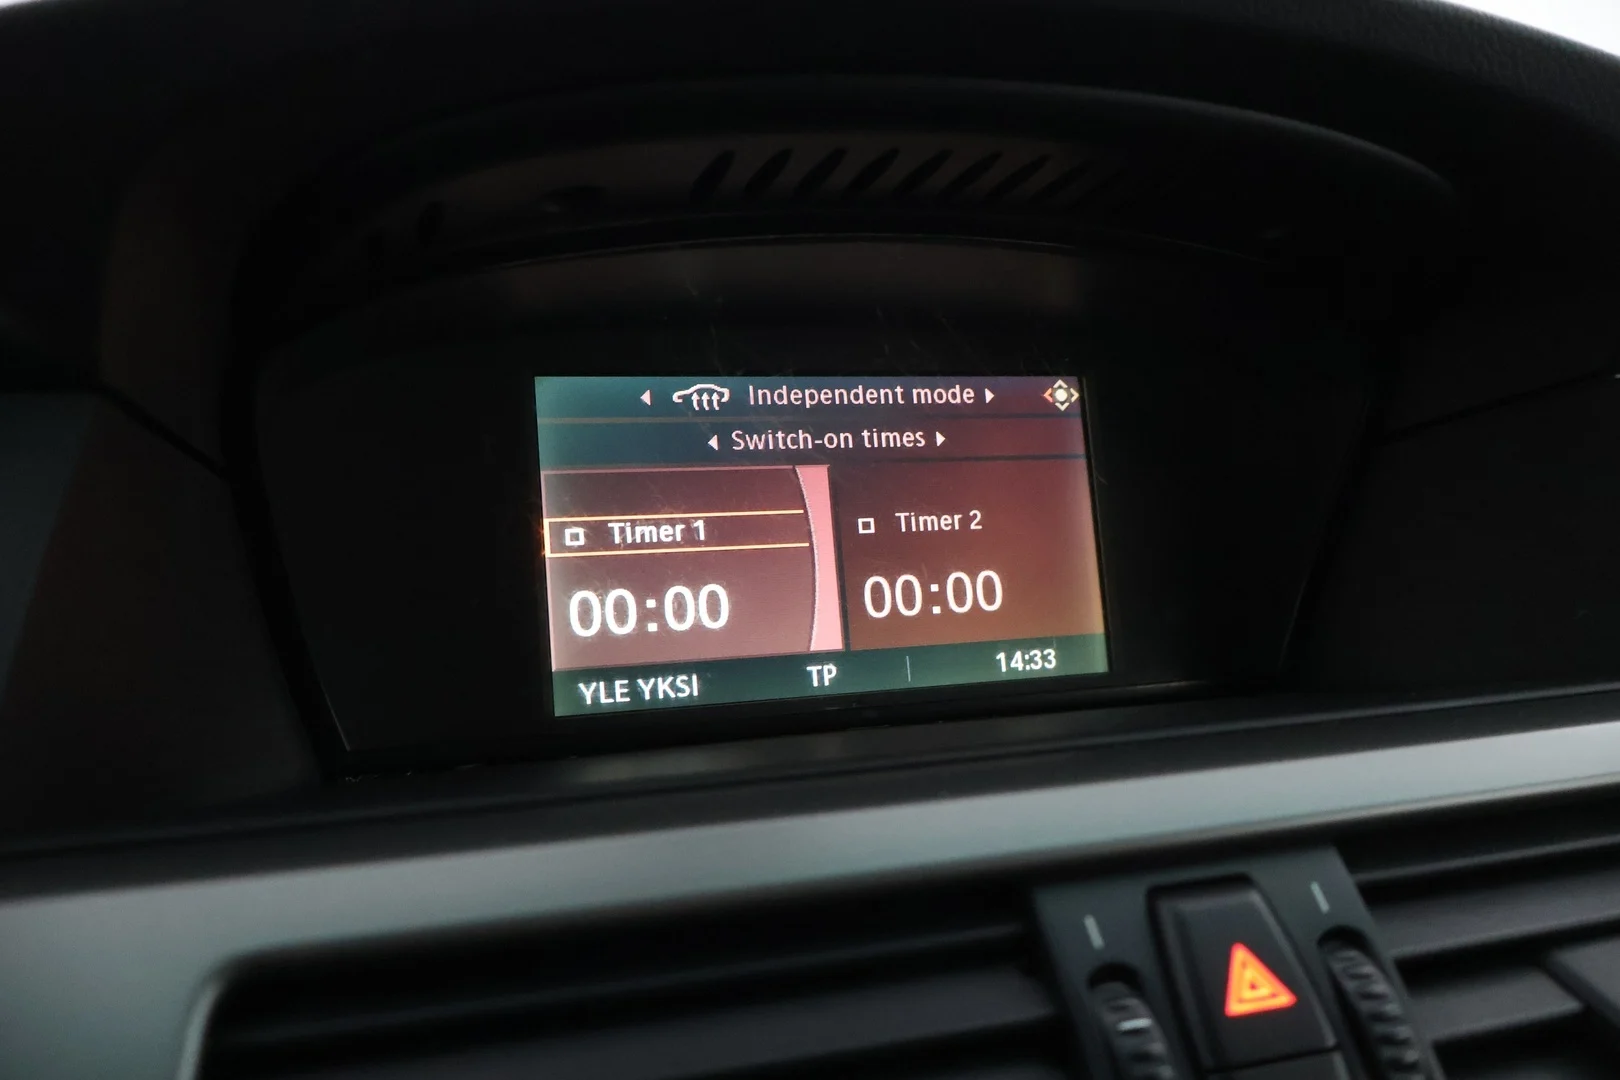 Independent mode
Switch-on times
Timer 1
Timer 2
00:00
00:00
YLE YKSI TP 14:33